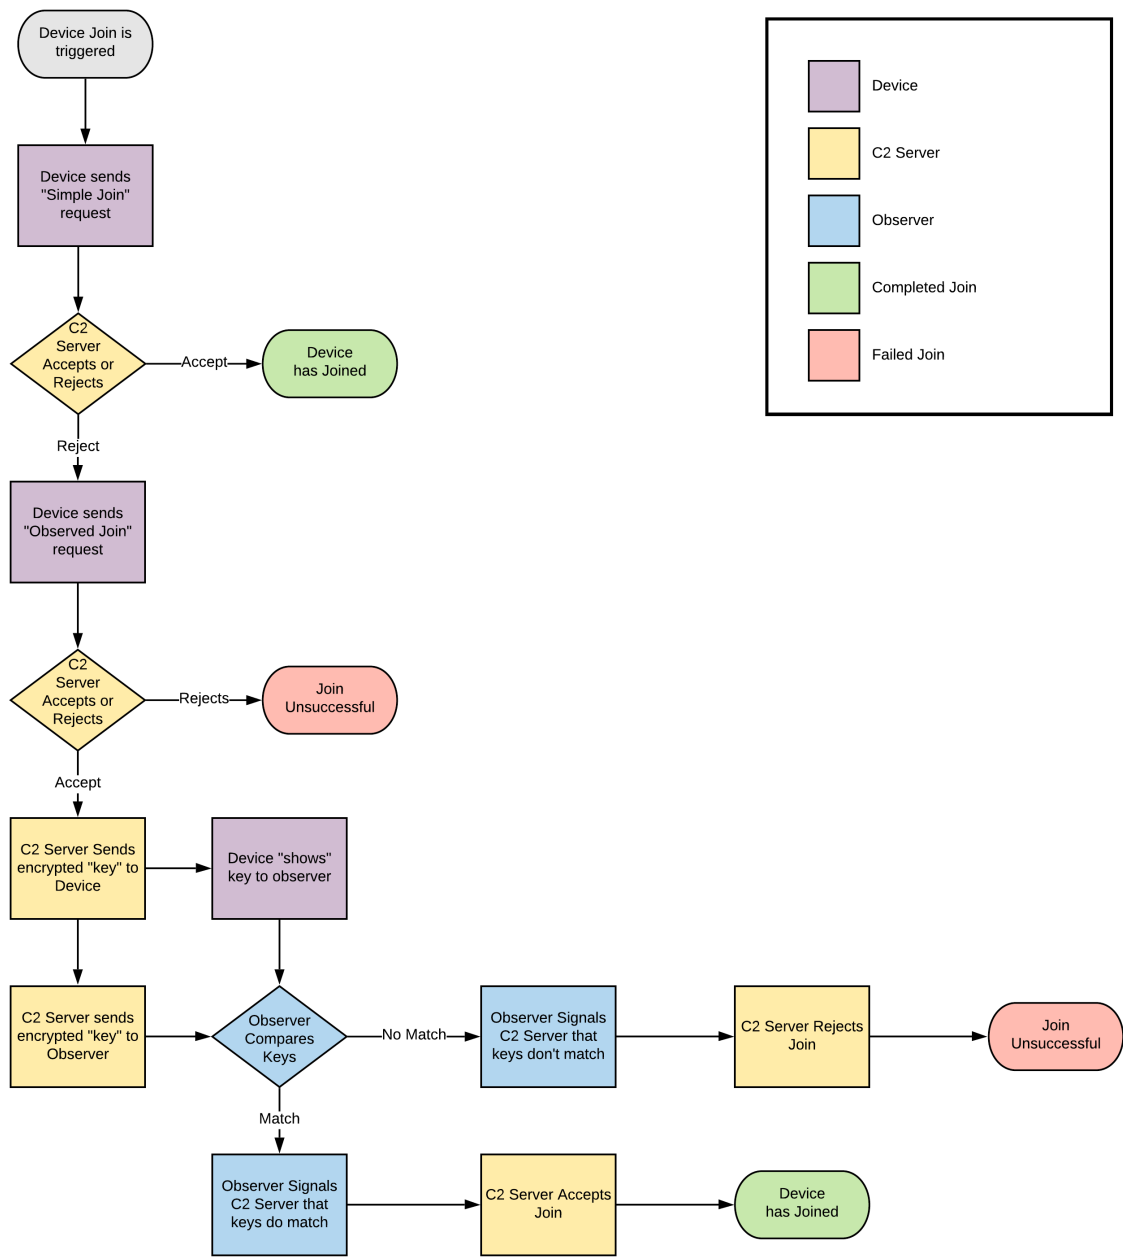 Device Join is
triggered
Device sends
"Simple Join"
request
C2
Server
Accepts or
Rejects
Accept
Device
has Joined
Reject
Device sends
"Observed Join"
request
C2
Server
Accepts or
Rejects
Rejects
Join
Unsuccessful
Accept
C2 Server Sends
encrypted "key" to
Device
Device "shows"
key to observer
C2 Server sends
encrypted "key" to
Observer
Observer
Compares
Keys
No Match
Observer Signals
C2 Server that
keys don't match
C2 Server Rejects
Join
Join
Unsuccessful
Match
Observer Signals
C2 Server that
keys do match
C2 Server Accepts
Join
Device
has Joined
Device
C2 Server
Observer
Completed Join
Failed Join